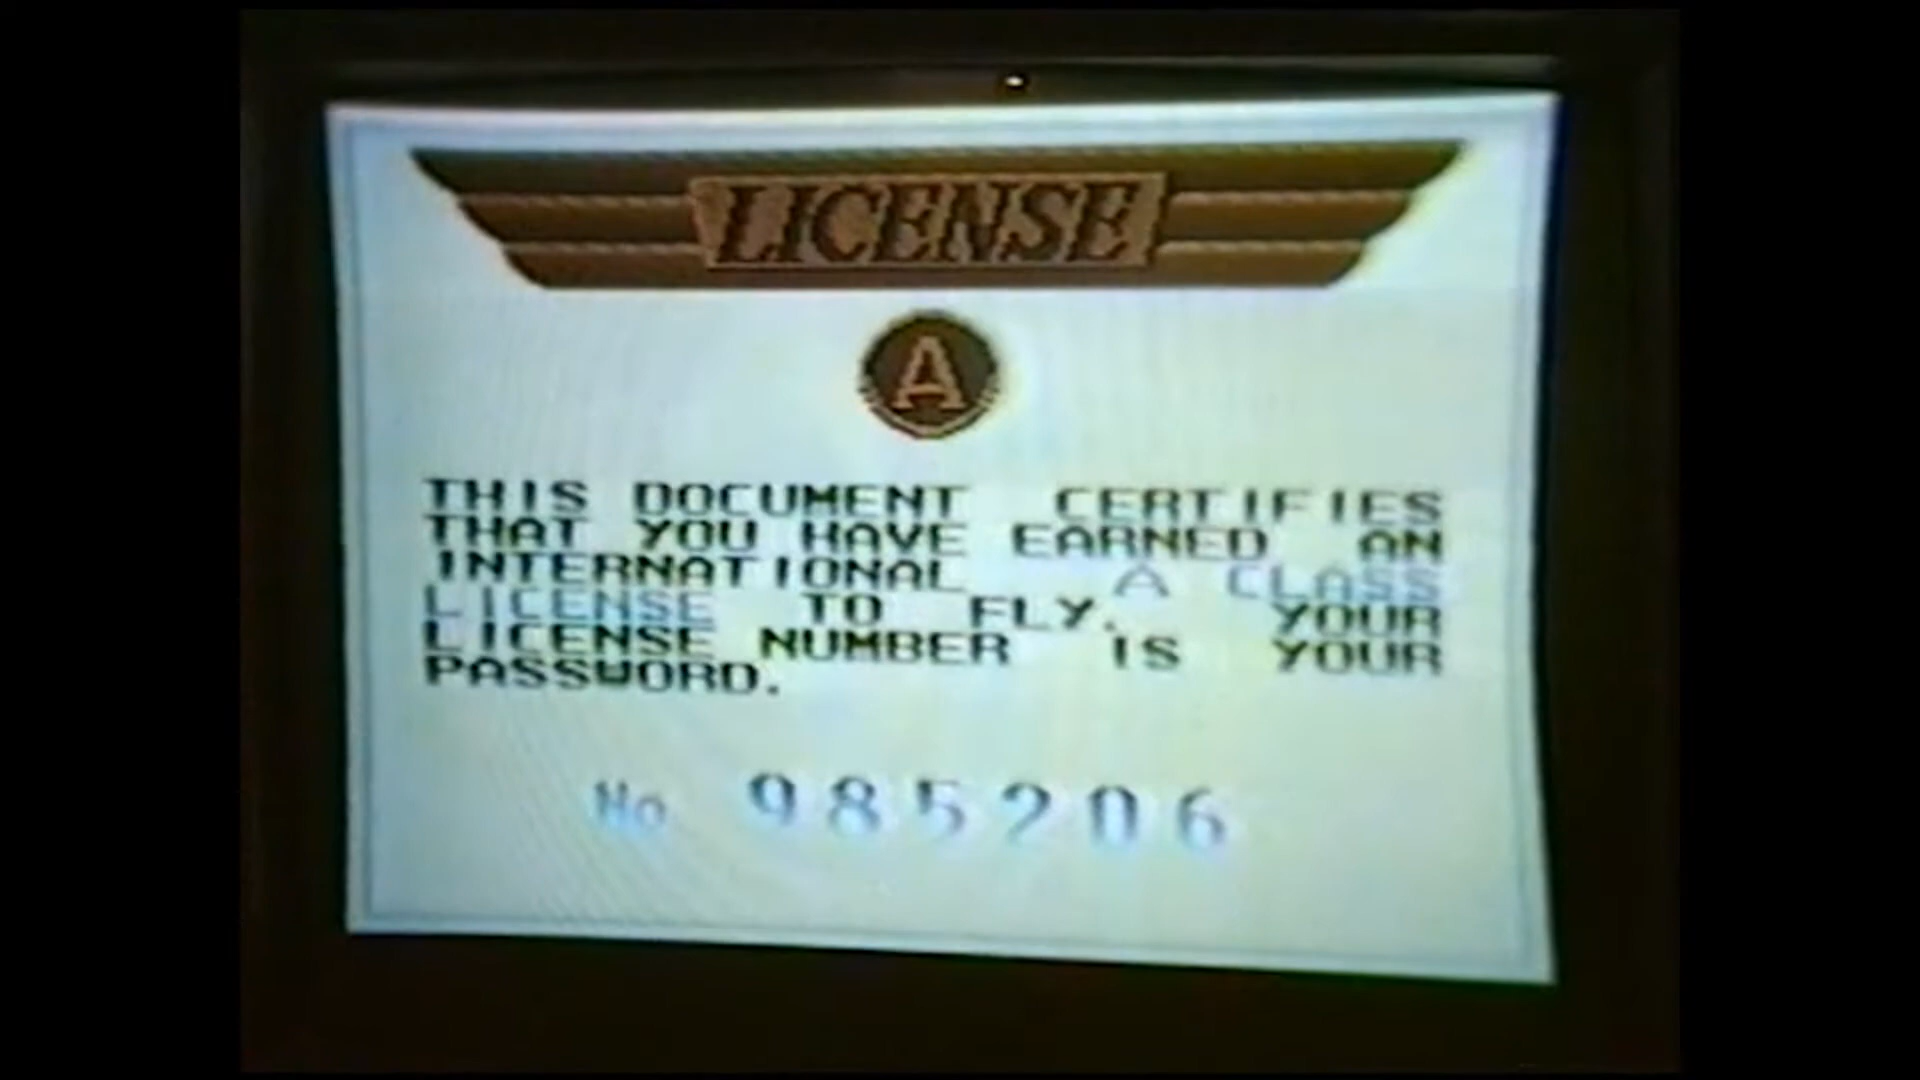 LICENSE
A
THIS DOCUMENT CERTIFIES
THAT YOU HAVE EARNED AN
INTERNATIONAL A CLASS
LICENSE TO FLY. YOUR
LICENSE NUMBER IS YOUR
PASSWORD.
No 985206